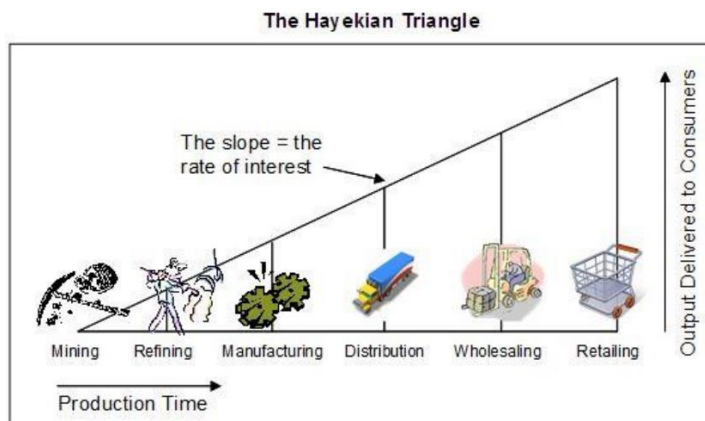 The Hayekian Triangle
The slope = the
rate of interest
Output Delivered to Consumers
Mining
Refining
Manufacturing
Distribution
Wholesaling
Retailing
Production Time